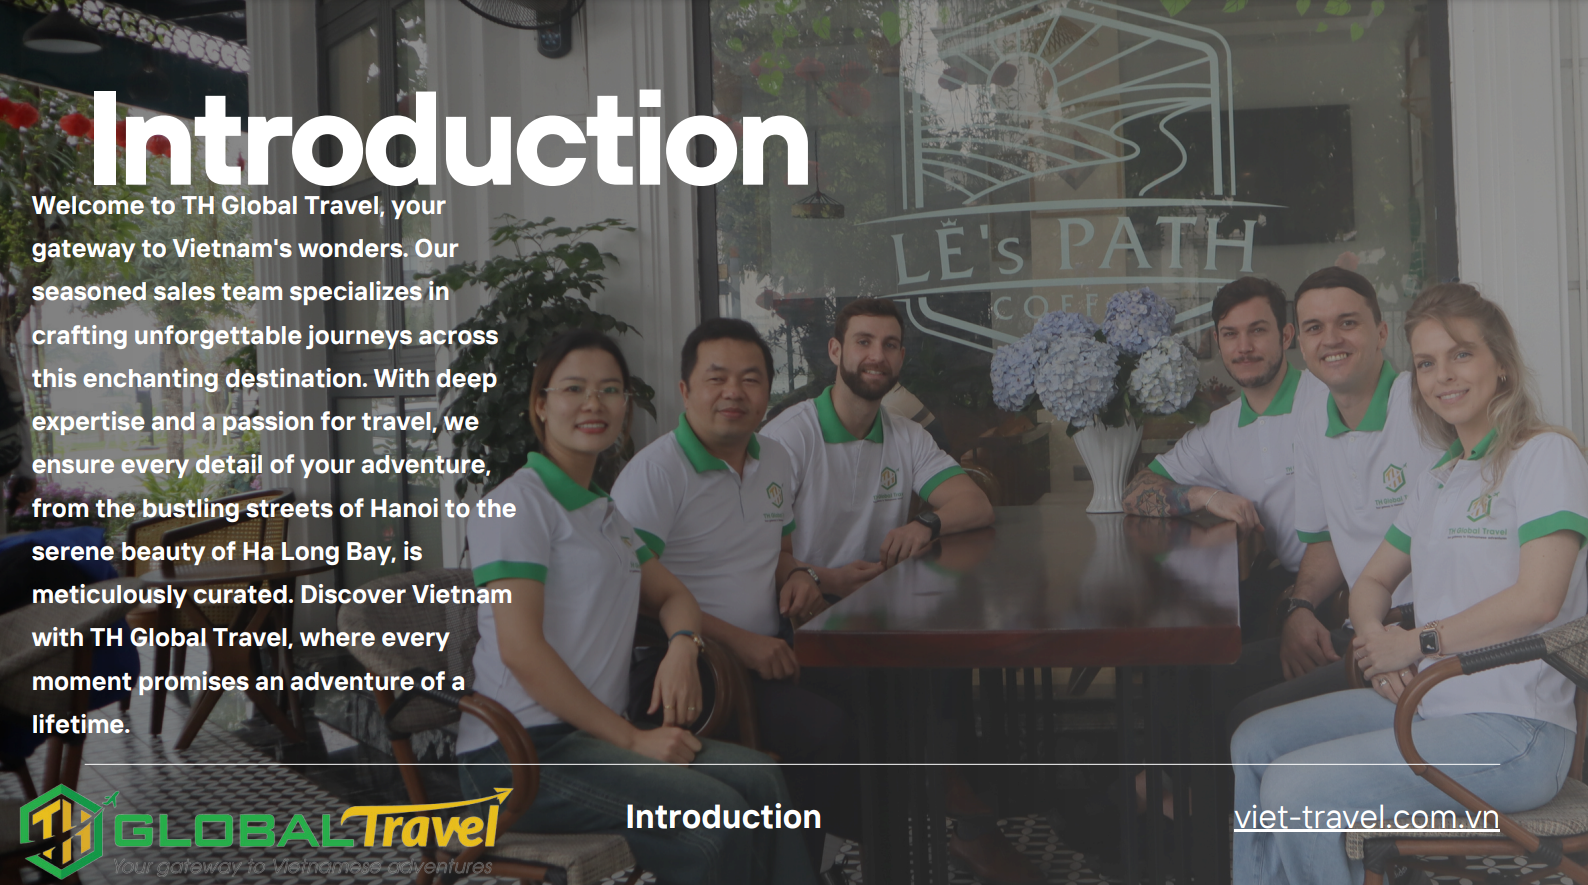 Introduction
Welcome to TH Global Travel, your
gateway to Vietnam's wonders. Our
seasoned sales team specializes in
crafting unforgettable journeys across
this enchanting destination. With deep
expertise and a passion for travel, we
ensure every detail of your adventure,
from the bustling streets of Hanoi to the
serene beauty of Ha Long Bay, is
meticulously curated. Discover Vietnam
with TH Global Travel, where every
moment promises an adventure of a
lifetime.
LÊ's PATH
COFF
TH Global Travel
TH GLOBAL Travel
Your gateway to Vietnamese adventures
Introduction
viet-travel.com.vn